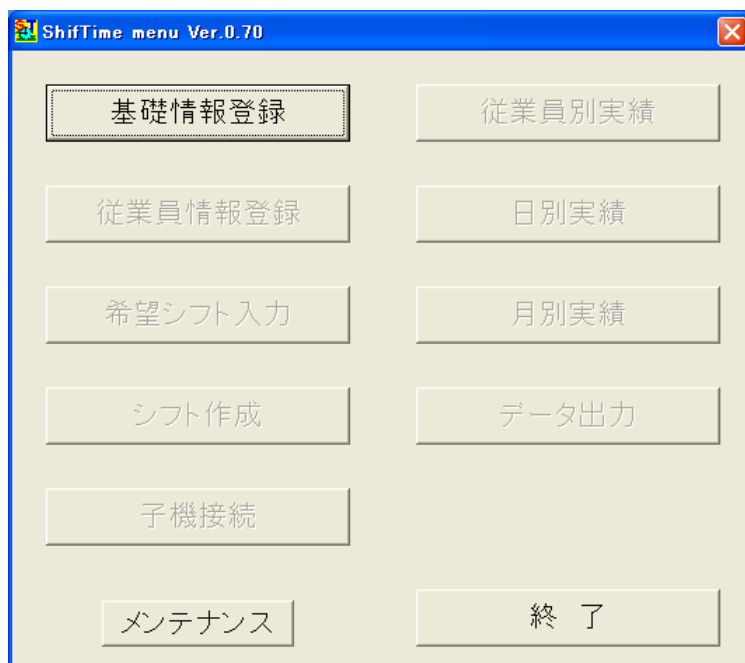 ShifTime menu Ver.0.70
基礎情報登録
従業員別実績
従業員情報登録
日別実績
希望シフト入力
月別実績
シフト作成
データ出力
子機接続
メンテナンス
終 了